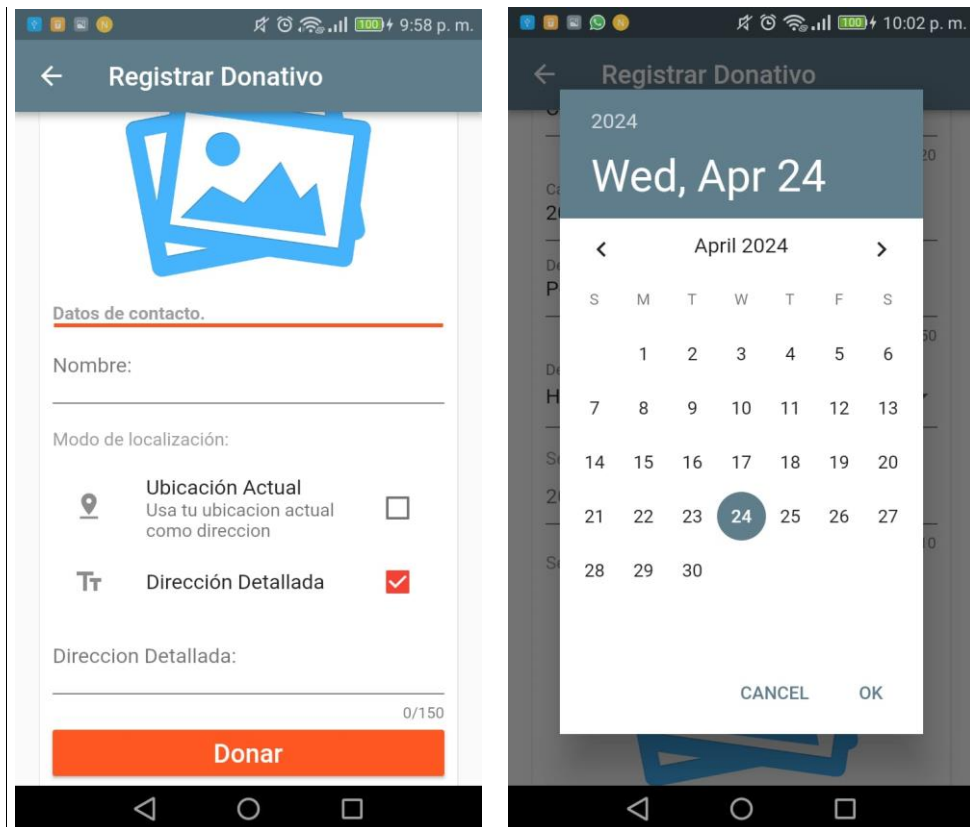 100 9:58 p. m.
Registrar Donativo
Datos de contacto.
Nombre:
Modo de localización:
Ubicación Actual
Usa tu ubicacion actual
como direccion
Tт Dirección Detallada
Direccion Detallada:
0/150
Donar
100 10:02 p. m.
Registrar Donativo
2024
Wed, Apr 24
April 2024
S M T W T F S
1 2 3 4 5 6
7 8 9 10 11 12 13
14 15 16 17 18 19 20
21 22 23 24 25 26 27
28 29 30
CANCEL OK